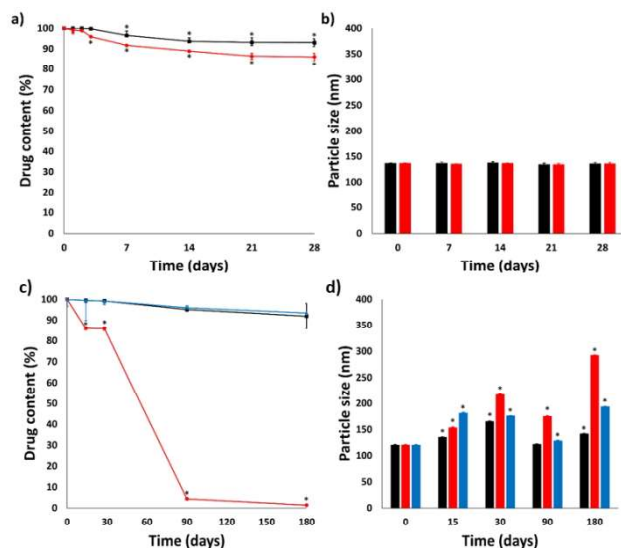 a)
Drug content (%)
100
90
80
70
60
50
40
30
20
10
0
* * * * *
* * * * * *
0 7 14 21 28
Time (days)
b)
Particle size (nm)
400
350
300
250
200
150
100
50
0
0 7 14 21 28
Time (days)
c)
Drug content (%)
100
90
80
70
60
50
40
30
20
10
0
* *
* *
0 30 60 90 120 150 180
Time (days)
d)
Particle size (nm)
400
350
300
250
200
150
100
50
0
* * * * * * * * * * *
0 15 30 90 180
Time (days)